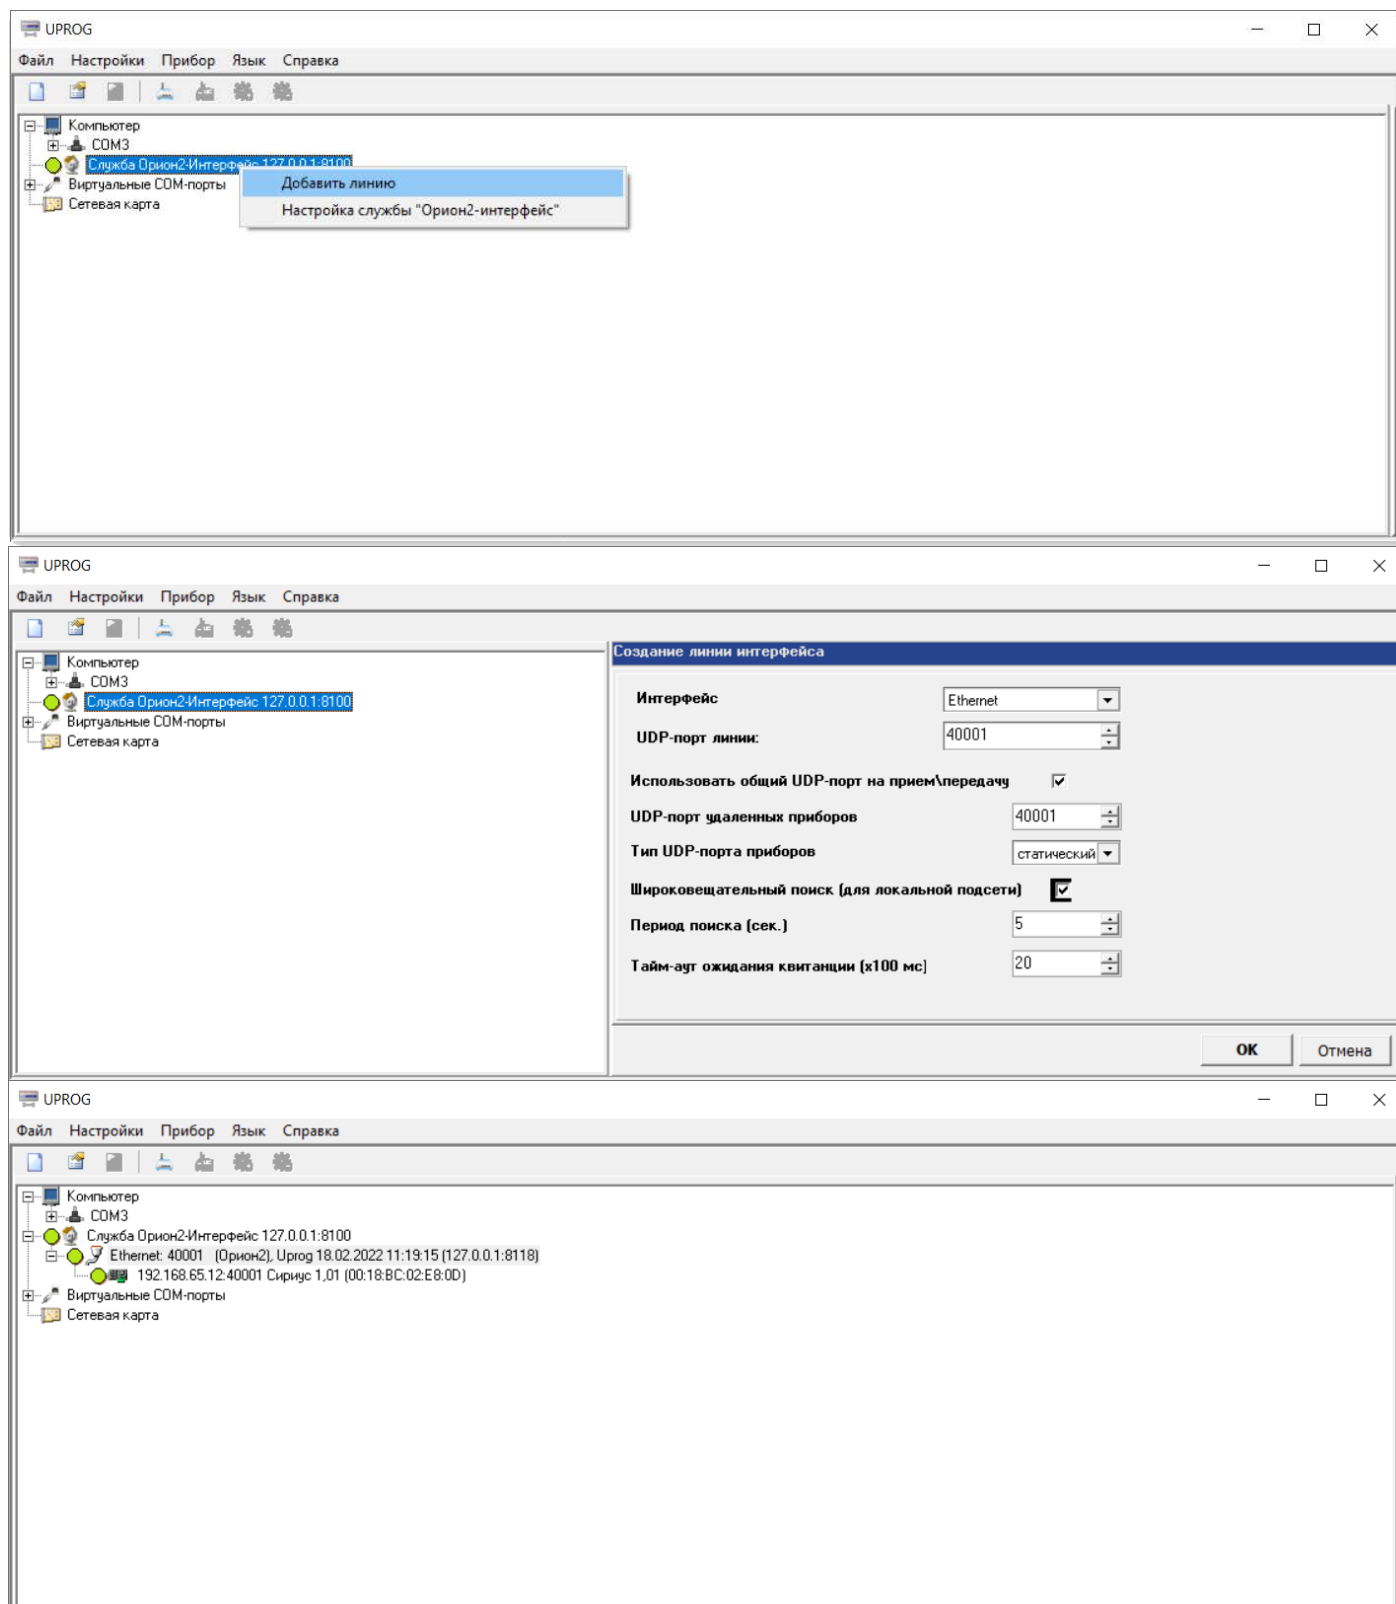 UPROG
Файл Настройки Прибор Язык Справка
Компьютер
COM3
Служба Орион2-Интерфейс 127.0.0.1:8100
Добавить линию
Виртуальные COM-порты
Настройка службы "Орион2-интерфейс"
Сетевая карта
UPROG
Файл Настройки Прибор Язык Справка
Компьютер
COM3
Служба Орион2-Интерфейс 127.0.0.1:8100
Виртуальные COM-порты
Сетевая карта
Создание линии интерфейса
Интерфейс Ethernet
UDP-порт линии: 40001
Использовать общий UDP-порт на прием\передачу
UDP-порт удаленных приборов 40001
Тип UDP-порта приборов статический
Широковещательный поиск (для локальной подсети)
Период поиска (сек.) 5
Тайм-аут ожидания квитанции (x100 мс) 20
OK Отмена
UPROG
Файл Настройки Прибор Язык Справка
Компьютер
COM3
Служба Орион2-Интерфейс 127.0.0.1:8100
Ethernet: 40001 (Орион2), Uprog 18.02.2022 11:19:15 (127.0.0.1:8118)
192.168.65.12:40001 Сириус 1,01 (00:18:BC:02:E8:0D)
Виртуальные COM-порты
Сетевая карта